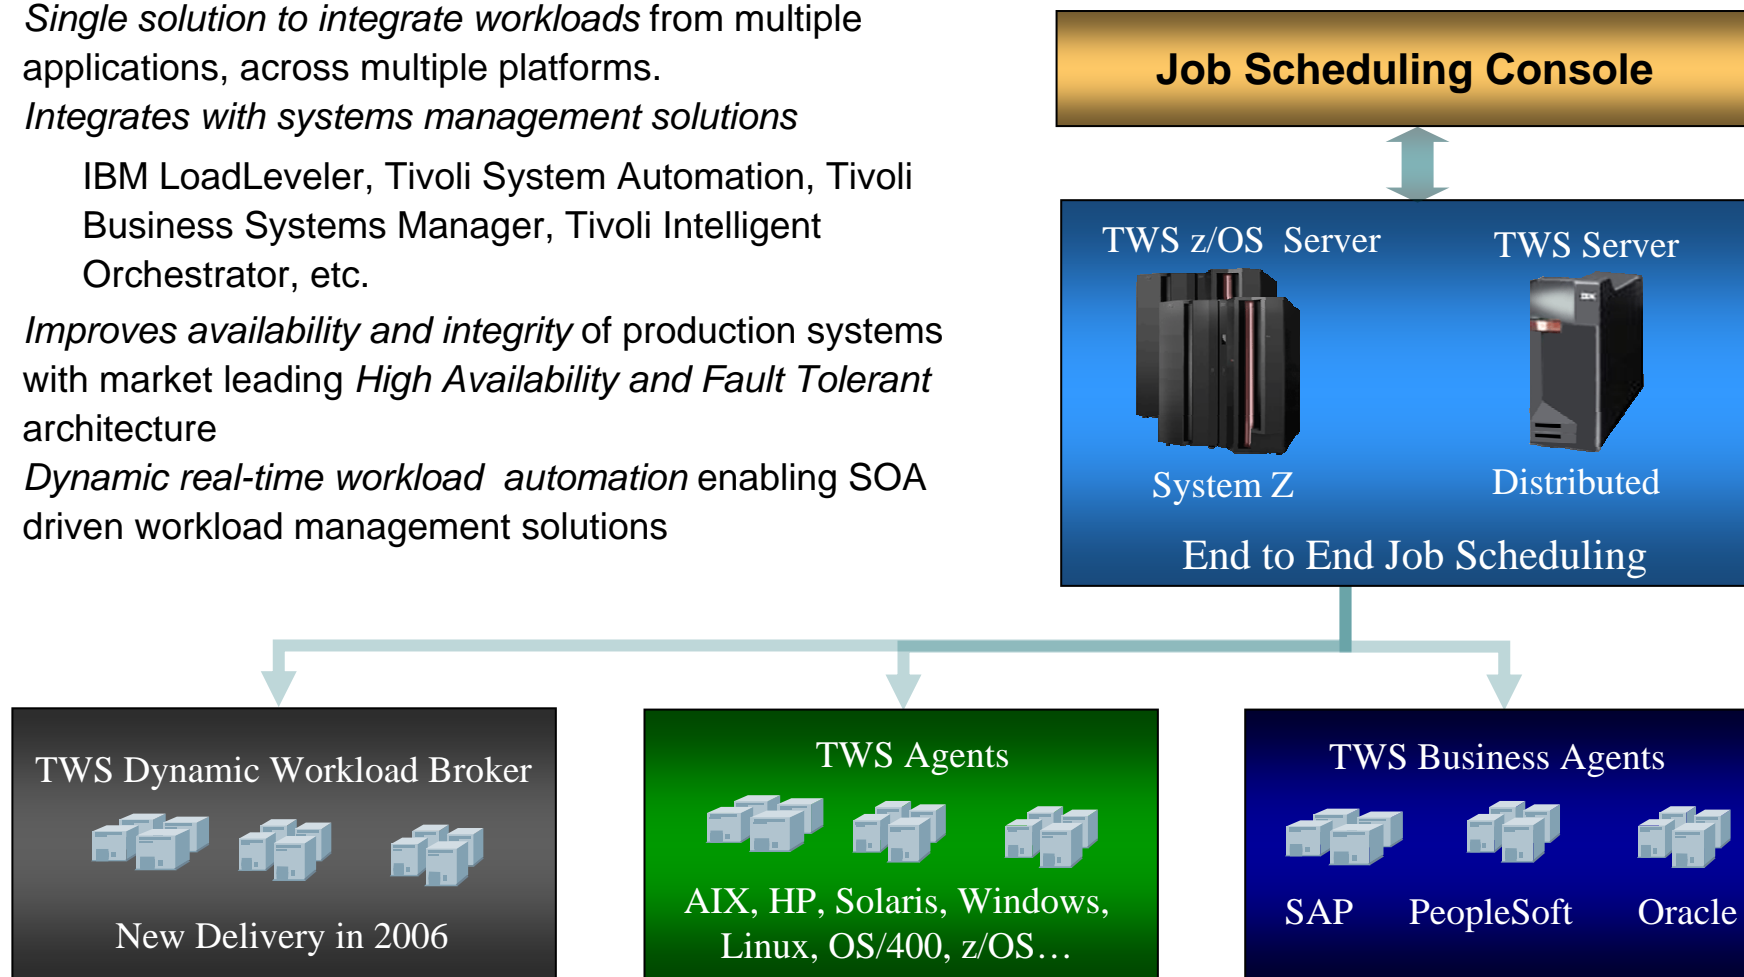 Single solution to integrate workloads from multiple
applications, across multiple platforms.
Integrates with systems management solutions
IBM LoadLeveler, Tivoli System Automation, Tivoli
Business Systems Manager, Tivoli Intelligent
Orchestrator, etc.
Improves availability and integrity of production systems
with market leading High Availability and Fault Tolerant
architecture
Dynamic real-time workload automation enabling SOA
driven workload management solutions
Job Scheduling Console
TWS z/OS Server
TWS Server
System Z
Distributed
End to End Job Scheduling
TWS Dynamic Workload Broker
New Delivery in 2006
TWS Agents
AIX, HP, Solaris, Windows,
Linux, OS/400, z/OS…
TWS Business Agents
SAP
PeopleSoft
Oracle